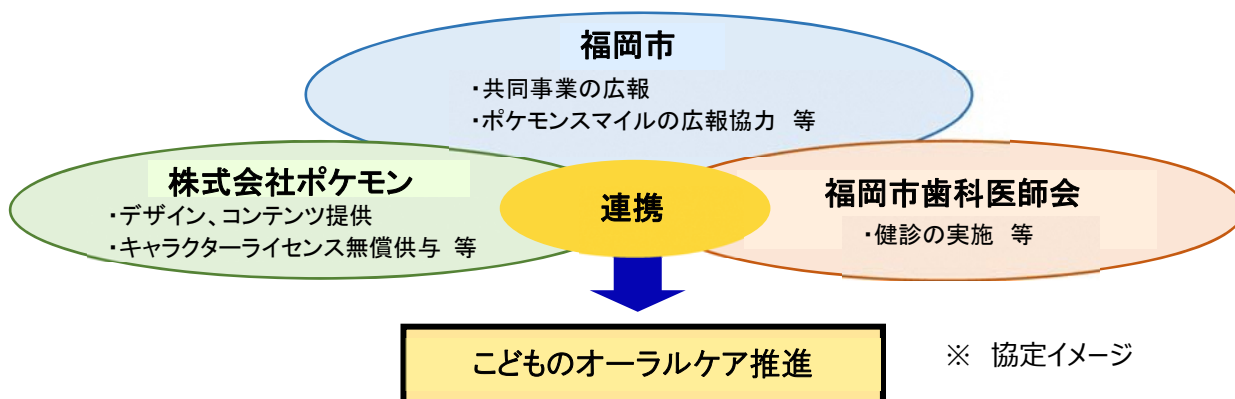 福岡市
・共同事業の広報
・ポケモンスマイルの広報協力 等
株式会社ポケモン
・デザイン、コンテンツ提供
・キャラクターライセンス無償供与 等
連携
福岡市歯科医師会
・健診の実施 等
こどものオーラルケア推進
※ 協定イメージ